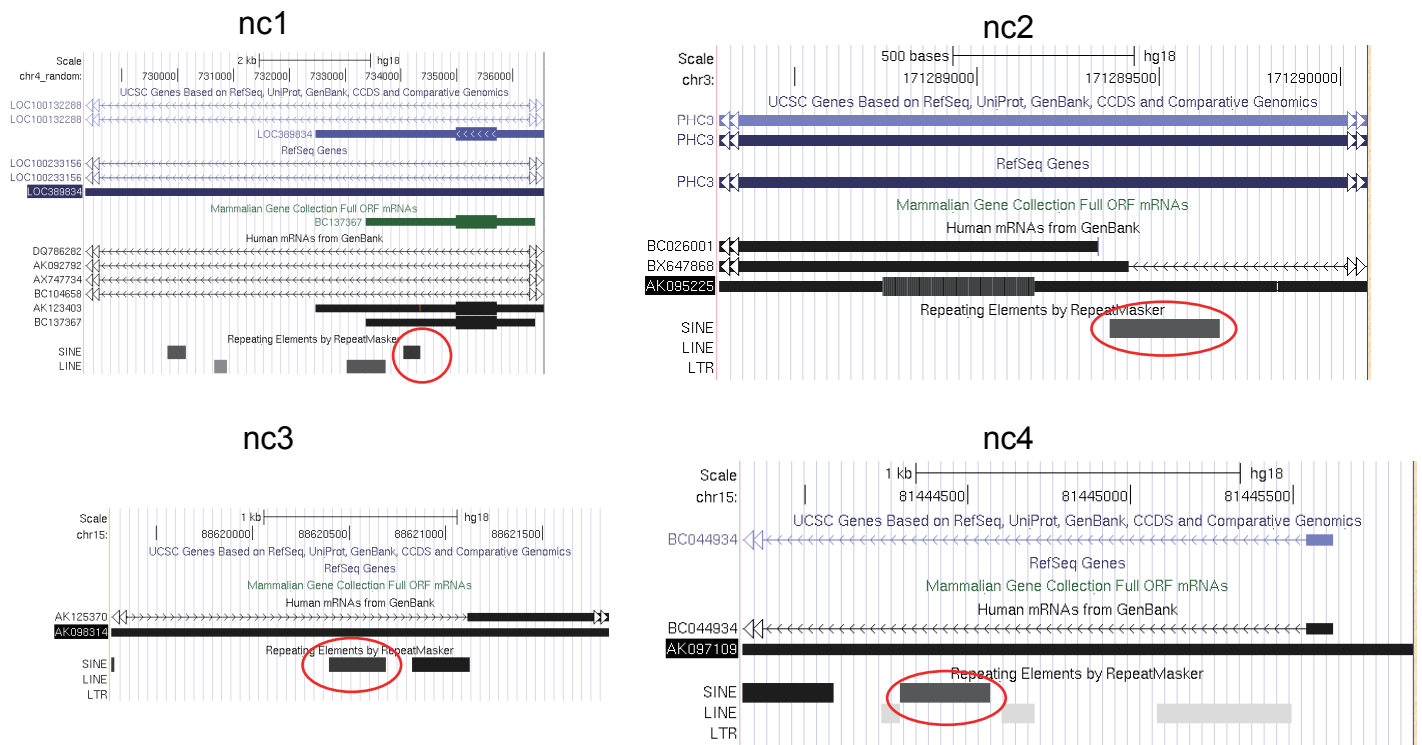 nc1
Scale 2 kb hg18
chr4_random: 730000 731000 732000 733000 734000 735000 736000
UCSC Genes Based on RefSeq, UniProt, GenBank, CCDS and Comparative Genomics
LOC100132288
LOC100132288
LOC389834
RefSeq Genes
LOC100233156
LOC100233156
LOC389834
Mammalian Gene Collection Full ORF mRNAs
BC137367
Human mRNAs from GenBank
DQ786282
AK092792
AX747734
BC104658
AK123403
BC137367
Repeating Elements by RepeatMasker
SINE
LINE
nc2
Scale 500 bases hg18
chr3: 171289000 171289500 171290000
UCSC Genes Based on RefSeq, UniProt, GenBank, CCDS and Comparative Genomics
PHC3
PHC3
RefSeq Genes
PHC3
Mammalian Gene Collection Full ORF mRNAs
Human mRNAs from GenBank
BC026001
BX647868
AK095225
Repeating Elements by RepeatMasker
SINE
LINE
LTR
nc3
Scale 1 kb hg18
chr15: 88620000 88620500 88621000 88621500
UCSC Genes Based on RefSeq, UniProt, GenBank, CCDS and Comparative Genomics
RefSeq Genes
Mammalian Gene Collection Full ORF mRNAs
Human mRNAs from GenBank
AK125370
AK098314
Repeating Elements by RepeatMasker
SINE
LINE
LTR
nc4
Scale 1 kb hg18
chr15: 81444500 81445000 81445500
UCSC Genes Based on RefSeq, UniProt, GenBank, CCDS and Comparative Genomics
BC044934
RefSeq Genes
Mammalian Gene Collection Full ORF mRNAs
Human mRNAs from GenBank
BC044934
AK097109
Repeating Elements by RepeatMasker
SINE
LINE
LTR